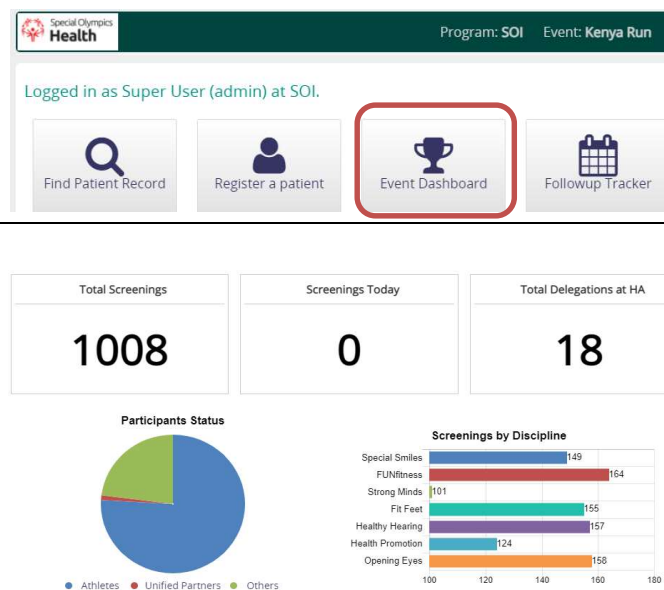 Special Olympics
Health
Program: SOI Event: Kenya Run
Logged in as Super User (admin) at SOI.
Find Patient Record
Register a patient
Event Dashboard
Followup Tracker
Total Screenings
1008
Screenings Today
0
Total Delegations at HA
18
Participants Status
Athletes Unified Partners Others
Screenings by Discipline
Special Smiles 149
FUNfitness 164
Strong Minds 101
Fit Feet 155
Healthy Hearing 157
Health Promotion 124
Opening Eyes 158
100 120 140 160 180